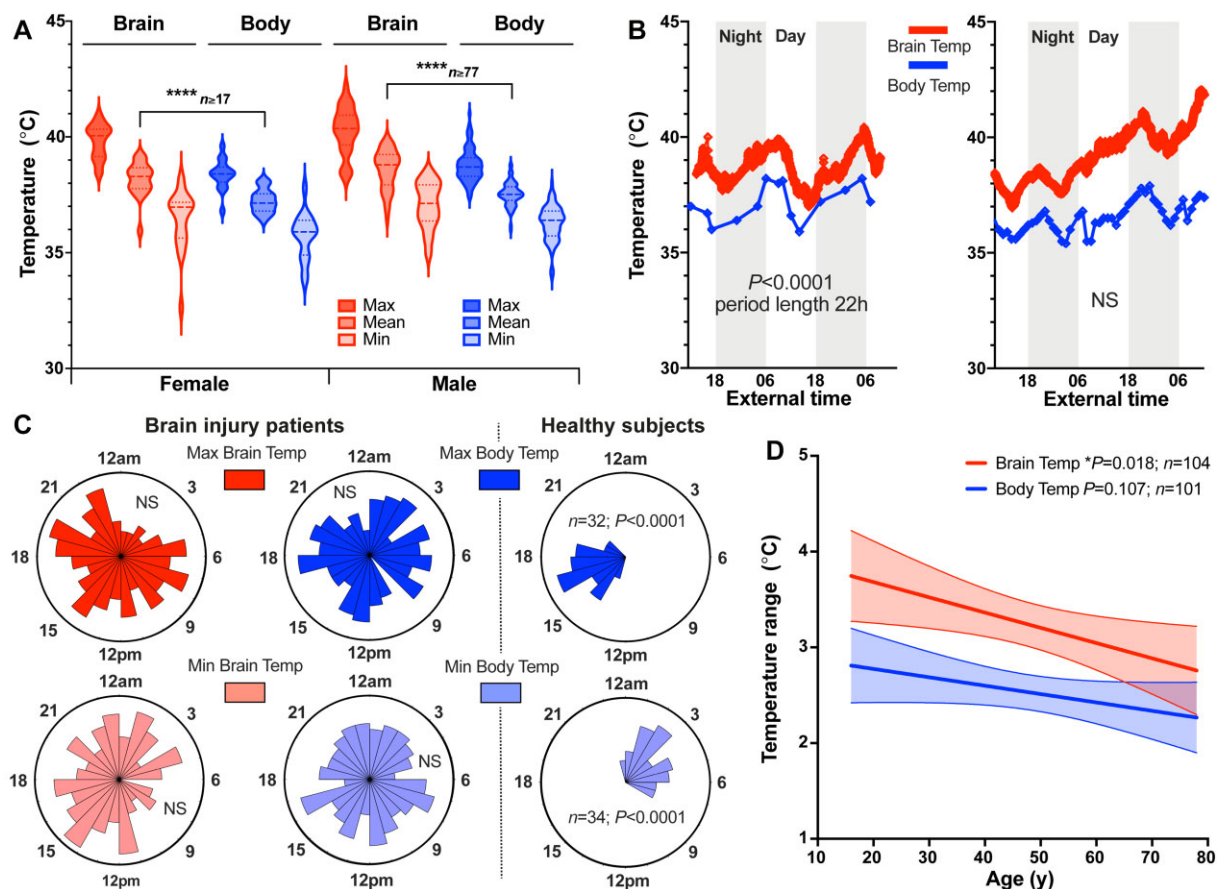 A
Brain Body Brain Body
45
40
35
30
Temperature (°C)
**** n≥17
**** n≥77
Max
Mean
Min
Max
Mean
Min
Female Male
B
45
40
35
30
Temperature (°C)
Night Day
Brain Temp
Body Temp
P<0.0001
period length 22h
18 06 18 06
External time
45
40
35
30
Night Day
NS
18 06 18 06
External time
C
Brain injury patients Healthy subjects
Max Brain Temp Max Body Temp
12am
21 3
NS
18 6
15 9
12pm
12am
21 3
NS
18 6
15 9
12pm
12am
21 3
n=32; P<0.0001
18 6
15 9
12pm
Min Brain Temp Min Body Temp
12am
21 3
18 6
NS
15 9
12pm
12am
21 3
NS
18 6
15 9
12pm
12am
21 3
18 6
n=34; P<0.0001
15 9
12pm
D
Brain Temp *P=0.018; n=104
Body Temp P=0.107; n=101
5
4
3
2
1
Temperature range (°C)
10 20 30 40 50 60 70 80
Age (y)